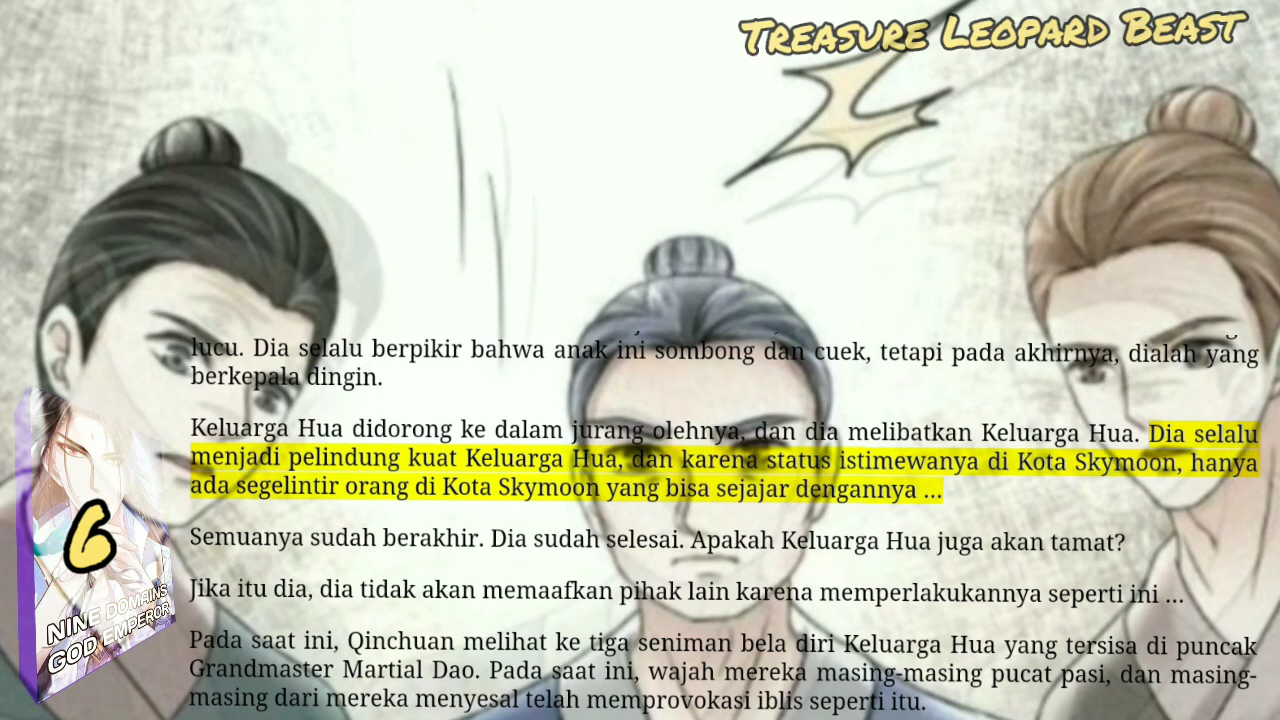 TREASURE LEOPARD BEAST
lucu. Dia selalu berpikir bahwa anak ini sombong dan cuek, tetapi pada akhirnya, dialah yang
berkepala dingin.
Keluarga Hua didorong ke dalam jurang olehnya, dan dia melibatkan Keluarga Hua. Dia selalu
menjadi pelindung kuat Keluarga Hua, dan karena status istimewanya di Kota Skymoon, hanya
ada segelintir orang di Kota Skymoon yang bisa sejajar dengannya ...
Semuanya sudah berakhir. Dia sudah selesai. Apakah Keluarga Hua juga akan tamat?
Jika itu dia, dia tidak akan memaafkan pihak lain karena memperlakukannya seperti ini ...
Pada saat ini, Qinchuan melihat ke tiga seniman bela diri Keluarga Hua yang tersisa di puncak
Grandmaster Martial Dao. Pada saat ini, wajah mereka masing-masing pucat pasi, dan masing-
masing dari mereka menyesal telah memprovokasi iblis seperti itu.
6
NINE DOMAINS
GOD EMPEROR